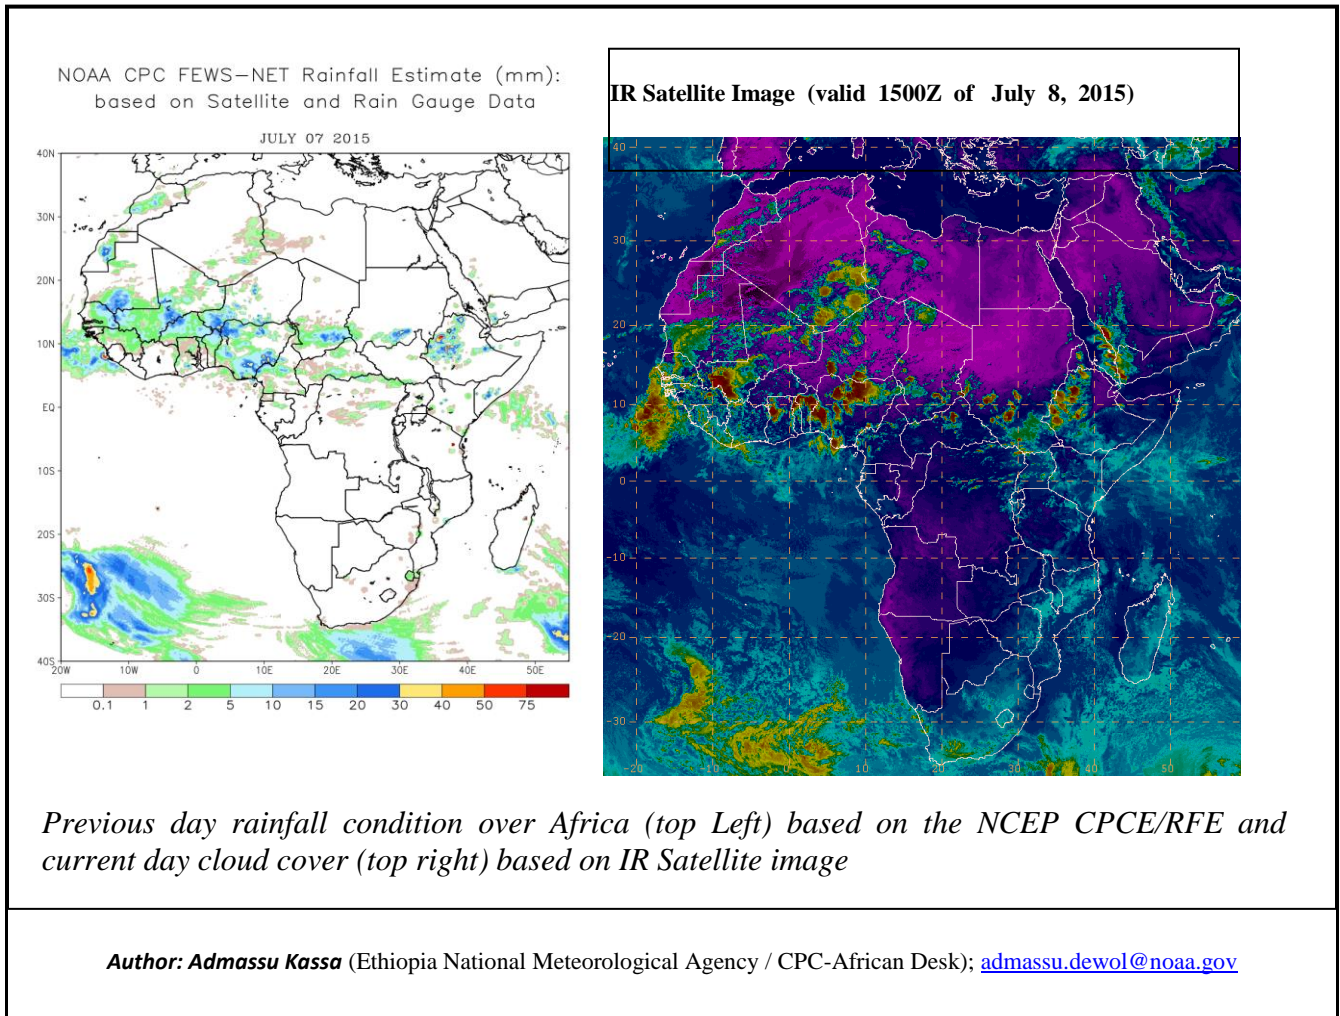 NOAA CPC FEWS-NET Rainfall Estimate (mm):
based on Satellite and Rain Gauge Data
JULY 07 2015
40N
30N
20N
10N
EQ
10S
20S
30S
40S
20W 10W 0 10E 20E 30E 40E 50E
0.1 1 2 5 10 15 20 30 40 50 75
IR Satellite Image (valid 1500Z of July 8, 2015)
40
30
20
10
0
-10
-20
-30
-20 -10 0 10 20 30 40 50
Previous day rainfall condition over Africa (top Left) based on the NCEP CPCE/RFE and
current day cloud cover (top right) based on IR Satellite image
Author: Admassu Kassa (Ethiopia National Meteorological Agency / CPC-African Desk); admassu.dewol@noaa.gov